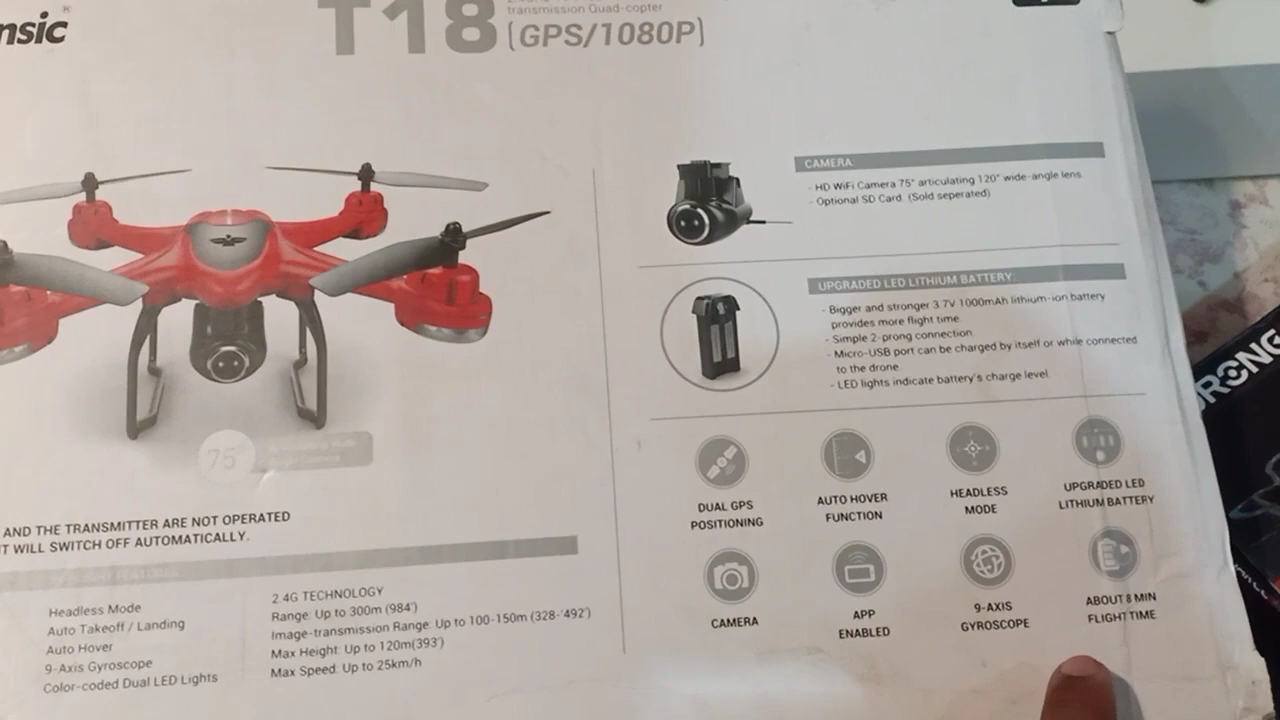 nsic®
T18
transmission Quad-copter
(GPS/1080P)
CAMERA:
- HD WiFi Camera 75° articulating 120° wide-angle lens.
- Optional SD Card. (Sold seperated)
UPGRADED LED LITHIUM BATTERY:
- Bigger and stronger 3.7V 1000mAh lithium-ion battery
provides more flight time.
- Simple 2-prong connection.
- Micro-USB port can be charged by itself or while connected
to the drone.
- LED lights indicate battery's charge level.
75°
DUAL GPS
POSITIONING
AUTO HOVER
FUNCTION
HEADLESS
MODE
UPGRADED LED
LITHIUM BATTERY
CAMERA
APP
ENABLED
9-AXIS
GYROSCOPE
ABOUT 8 MIN
FLIGHT TIME
AND THE TRANSMITTER ARE NOT OPERATED
T WILL SWITCH OFF AUTOMATICALLY.
Headless Mode
Auto Takeoff / Landing
Auto Hover
9-Axis Gyroscope
Color-coded Dual LED Lights
2.4G TECHNOLOGY
Range: Up to 300m (984')
Image-transmission Range: Up to 100-150m (328-'492')
Max Height: Up to 120m(393')
Max Speed: Up to 25km/h
RONG